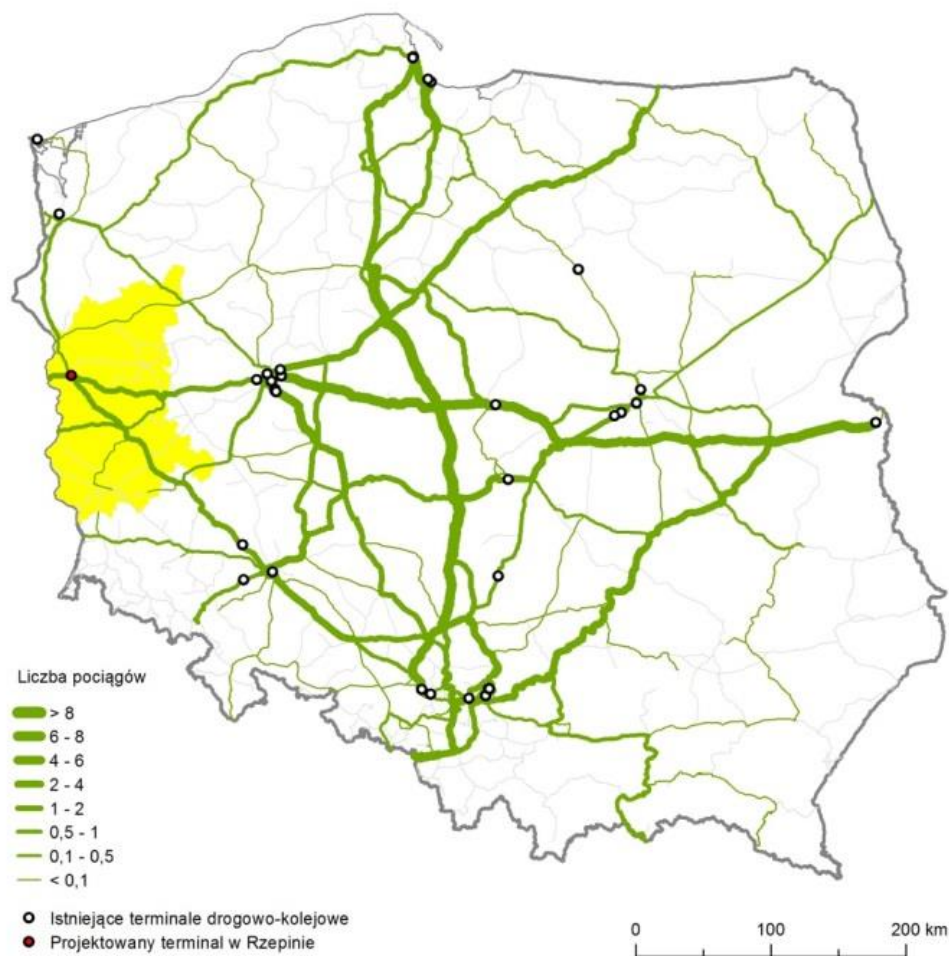 Liczba pociągów
> 8
6 - 8
4 - 6
2 - 4
1 - 2
0,5 - 1
0,1 - 0,5
< 0,1
Istniejące terminale drogowo-kolejowe
Projektowany terminal w Rzepinie
0 100 200 km